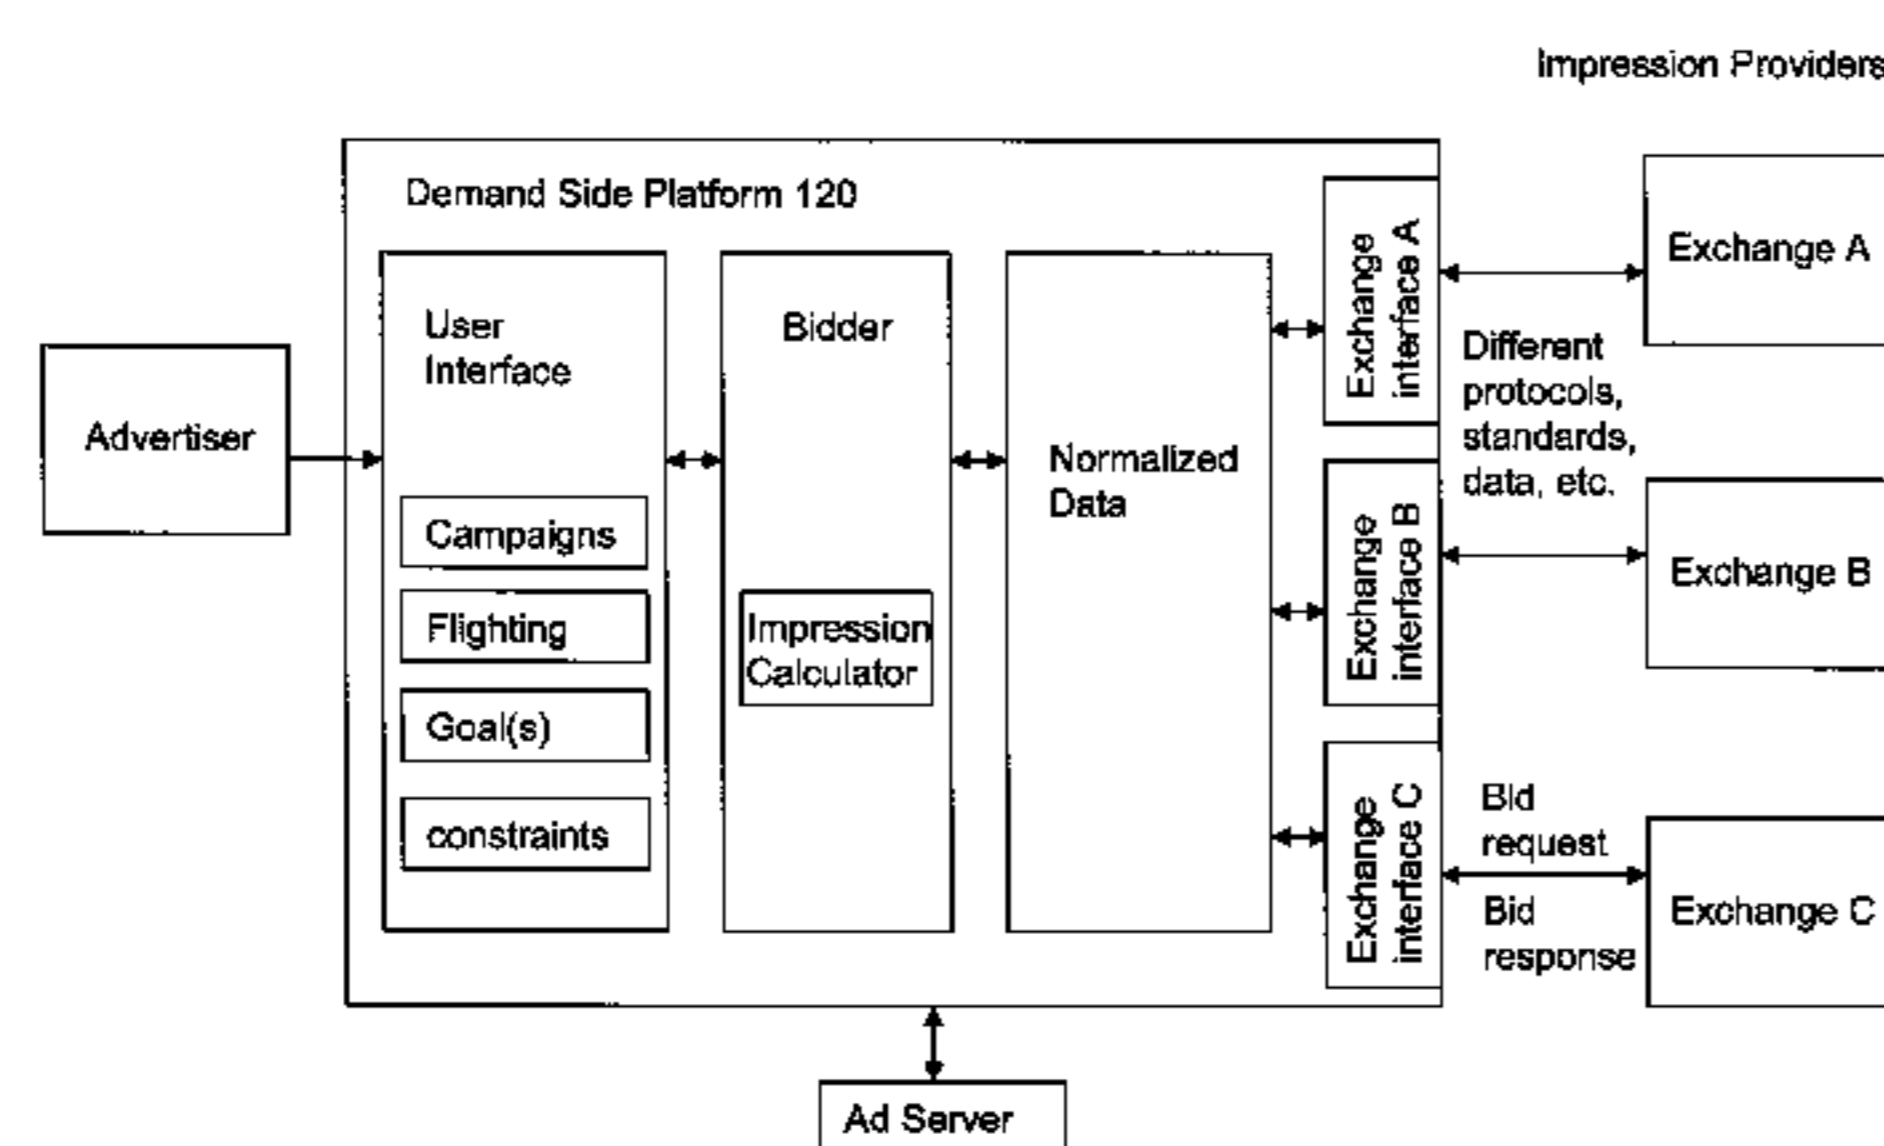 Impression Providers
Demand Side Platform 120
Advertiser
User
Interface
Campaigns
Flighting
Goal(s)
constraints
Bidder
Impression
Calculator
Normalized
Data
Exchange
interface A
Exchange
interface B
Exchange
interface C
Different
protocols,
standards,
data, etc.
Bid
request
Bid
response
Exchange A
Exchange B
Exchange C
Ad Server